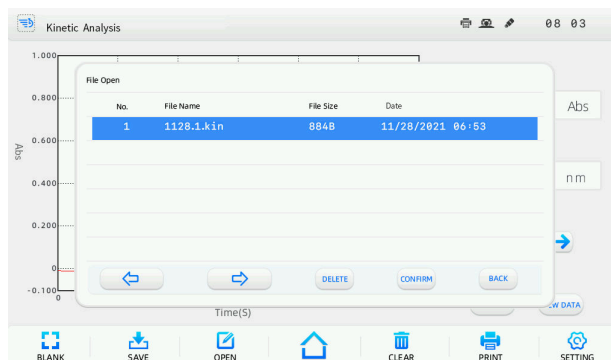 Kinetic Analysis
08 03
1.000
0.800
0.600
0.400
0.200
0
-0.100
Abs
0
Time(S)
Abs
nm
File Open
No. File Name File Size Date
1 1128.1.kin 884B 11/28/2021 06:53
DELETE CONFIRM BACK
DATA
BLANK SAVE OPEN CLEAR PRINT SETTING